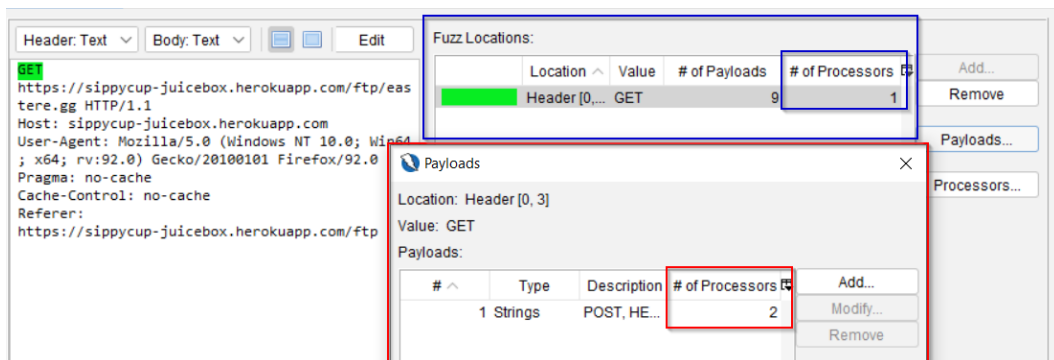 Header: Text
Body: Text
Edit
GET
https://sippycup-juicebox.herokuapp.com/ftp/eas
tere.gg HTTP/1.1
Host: sippycup-juicebox.herokuapp.com
User-Agent: Mozilla/5.0 (Windows NT 10.0; Win64
; x64; rv:92.0) Gecko/20100101 Firefox/92.0
Pragma: no-cache
Cache-Control: no-cache
Referer:
https://sippycup-juicebox.herokuapp.com/ftp
Fuzz Locations:
Location Value # of Payloads # of Processors
Header [0,... GET 9 1
Add...
Remove
Payloads...
Processors...
Payloads
Location: Header [0, 3]
Value: GET
Payloads:
# Type Description # of Processors
1 Strings POST, HE... 2
Add...
Modify...
Remove